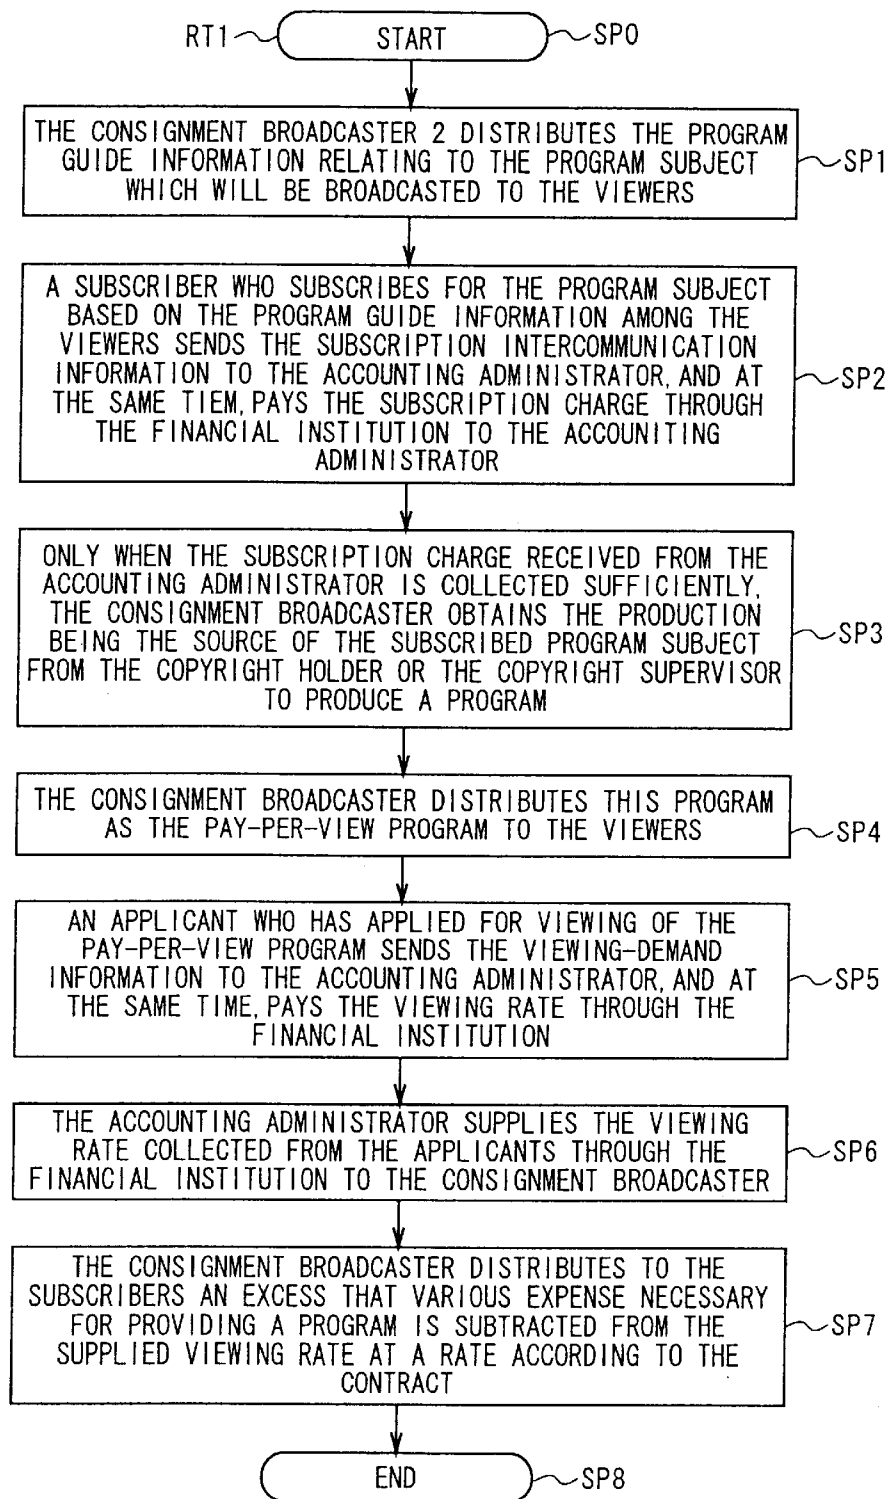 RT1 START SP0
THE CONSIGNMENT BROADCASTER 2 DISTRIBUTES THE PROGRAM
GUIDE INFORMATION RELATING TO THE PROGRAM SUBJECT
WHICH WILL BE BROADCASTED TO THE VIEWERS
SP1
A SUBSCRIBER WHO SUBSCRIBES FOR THE PROGRAM SUBJECT
BASED ON THE PROGRAM GUIDE INFORMATION AMONG THE
VIEWERS SENDS THE SUBSCRIPTION INTERCOMMUNICATION
INFORMATION TO THE ACCOUNTING ADMINISTRATOR, AND AT
THE SAME TIEM, PAYS THE SUBSCRIPTION CHARGE THROUGH
THE FINANCIAL INSTITUTION TO THE ACCOUNITING
ADMINISTRATOR
SP2
ONLY WHEN THE SUBSCRIPTION CHARGE RECEIVED FROM THE
ACCOUNTING ADMINISTRATOR IS COLLECTED SUFFICIENTLY,
THE CONSIGNMENT BROADCASTER OBTAINS THE PRODUCTION
BEING THE SOURCE OF THE SUBSCRIBED PROGRAM SUBJECT
FROM THE COPYRIGHT HOLDER OR THE COPYRIGHT SUPERVISOR
TO PRODUCE A PROGRAM
SP3
THE CONSIGNMENT BROADCASTER DISTRIBUTES THIS PROGRAM
AS THE PAY-PER-VIEW PROGRAM TO THE VIEWERS
SP4
AN APPLICANT WHO HAS APPLIED FOR VIEWING OF THE
PAY-PER-VIEW PROGRAM SENDS THE VIEWING-DEMAND
INFORMATION TO THE ACCOUNTING ADMINISTRATOR, AND AT
THE SAME TIME, PAYS THE VIEWING RATE THROUGH THE
FINANCIAL INSTITUTION
SP5
THE ACCOUNTING ADMINISTRATOR SUPPLIES THE VIEWING
RATE COLLECTED FROM THE APPLICANTS THROUGH THE
FINANCIAL INSTITUTION TO THE CONSIGNMENT BROADCASTER
SP6
THE CONSIGNMENT BROADCASTER DISTRIBUTES TO THE
SUBSCRIBERS AN EXCESS THAT VARIOUS EXPENSE NECESSARY
FOR PROVIDING A PROGRAM IS SUBTRACTED FROM THE
SUPPLIED VIEWING RATE AT A RATE ACCORDING TO THE
CONTRACT
SP7
END SP8